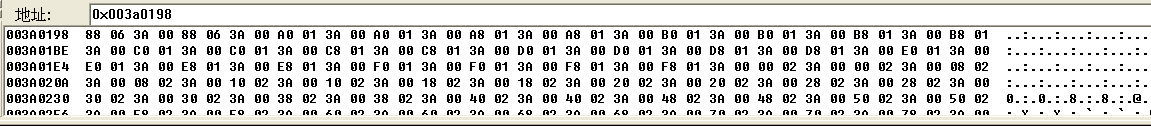 地址: 0x003a0198
003A0198 88 06 3A 00 88 06 3A 00 A0 01 3A 00 A0 01 3A 00 A8 01 3A 00 A8 01 3A 00 B0 01 3A 00 B0 01 3A 00 B8 01 3A 00 B8 01 ..:...:...:...:...
003A01BE 3A 00 C0 01 3A 00 C0 01 3A 00 C8 01 3A 00 C8 01 3A 00 D0 01 3A 00 D0 01 3A 00 D8 01 3A 00 D8 01 3A 00 E0 01 3A 00 :...:...:...:...:.
003A01E4 E0 01 3A 00 E8 01 3A 00 E8 01 3A 00 F0 01 3A 00 F0 01 3A 00 F8 01 3A 00 F8 01 3A 00 00 02 3A 00 00 02 3A 00 08 02 ..:...:...:...:...
003A020A 3A 00 08 02 3A 00 10 02 3A 00 10 02 3A 00 18 02 3A 00 18 02 3A 00 20 02 3A 00 20 02 3A 00 28 02 3A 00 28 02 3A 00 :...:...:...:...:.
003A0230 30 02 3A 00 30 02 3A 00 38 02 3A 00 38 02 3A 00 40 02 3A 00 40 02 3A 00 48 02 3A 00 48 02 3A 00 50 02 3A 00 50 02 0.:.0.:.8.:.8.:.@.